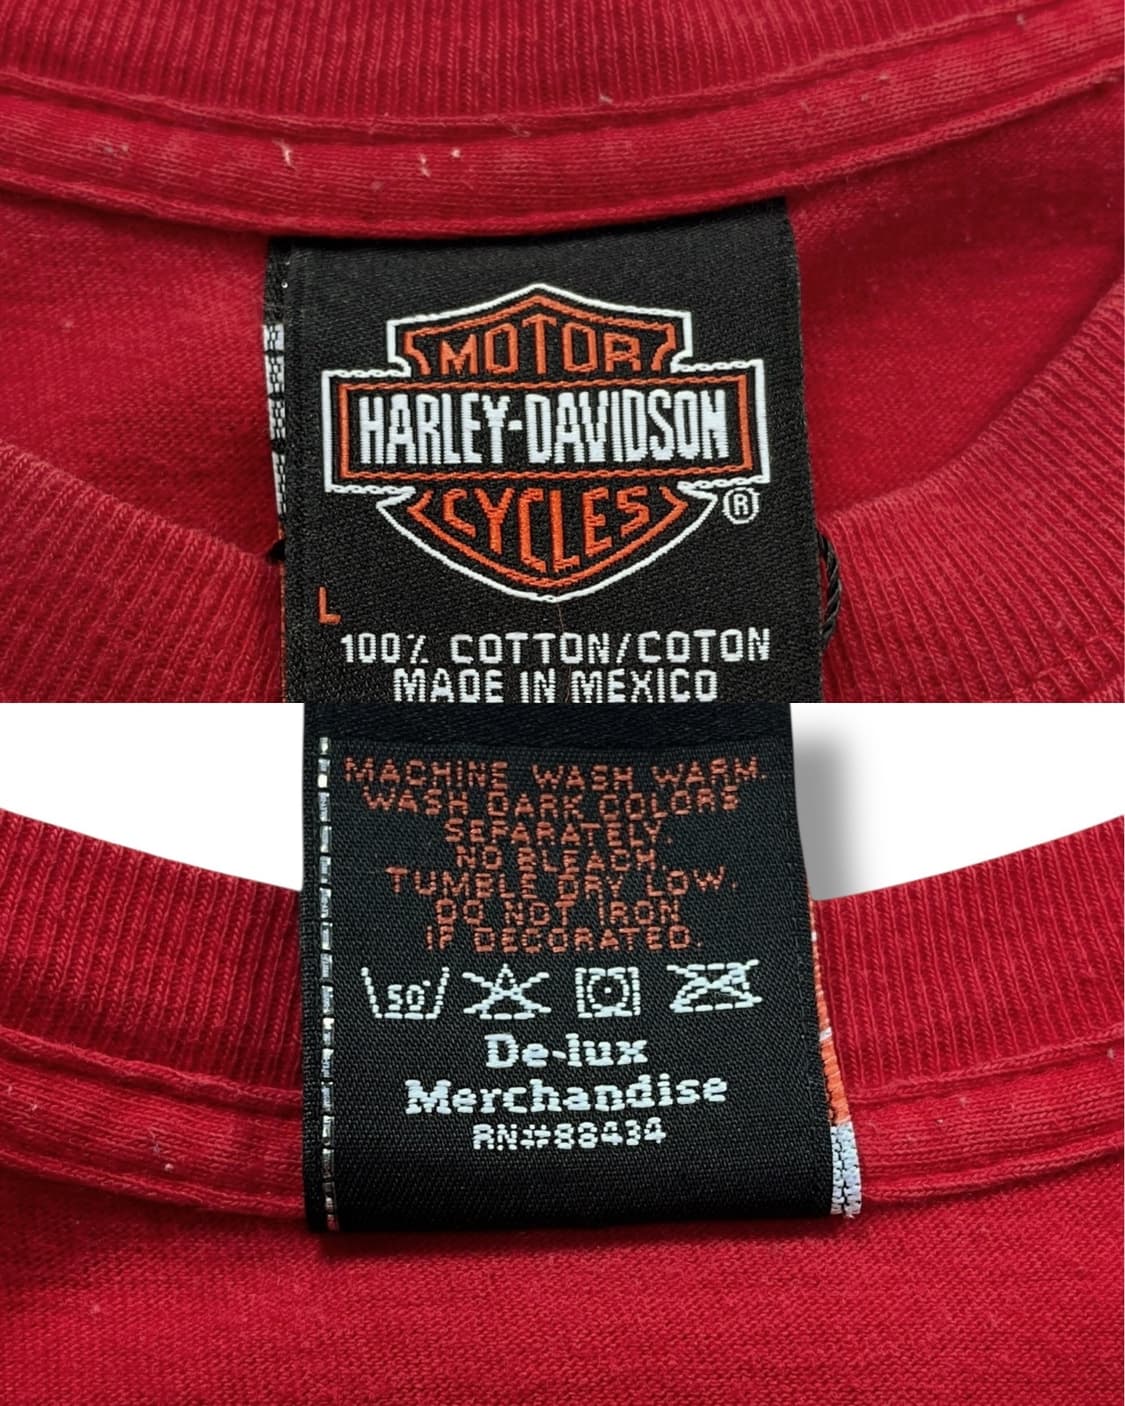 MOTOR
HARLEY-DAVIDSON
CYCLES
®
L
100% COTTON/COTON
MADE IN MEXICO
MACHINE WASH WARM.
WASH DARK COLORS
SEPARATELY.
NO BLEACH.
TUMBLE DRY LOW.
DO NOT IRON
IF DECORATED.
50°
De-lux
Merchandise
RN#88434